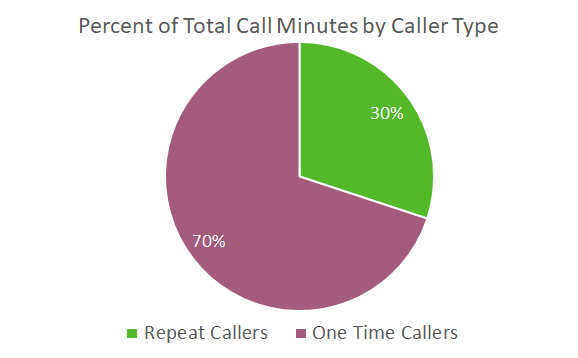 Percent of Total Call Minutes by Caller Type
30%
70%
Repeat Callers
One Time Callers